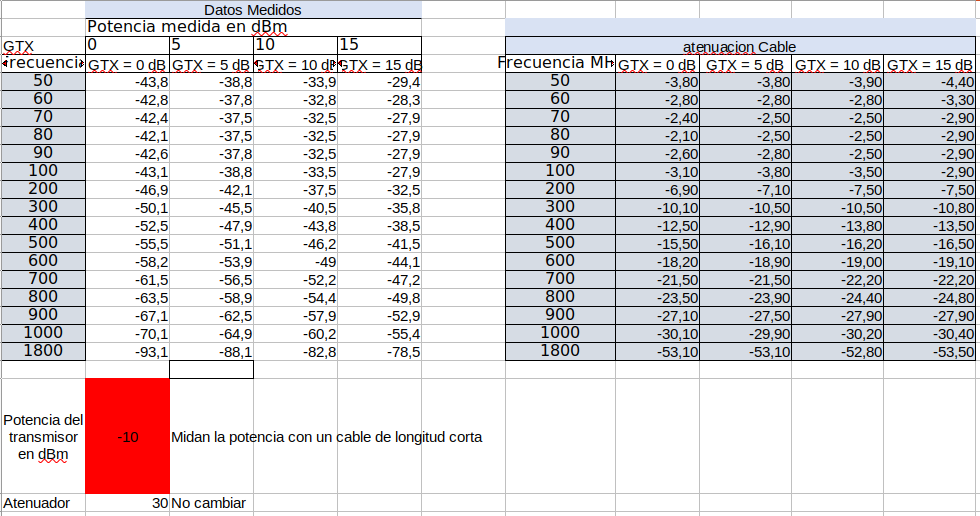 Datos Medidos
Potencia medida en dBm
GTX 0 5 10 15
atenuacion Cable
Frecuencia GTX = 0 dB GTX = 5 dB GTX = 10 dB GTX = 15 dB Frecuencia Mh GTX = 0 dB GTX = 5 dB GTX = 10 dB GTX = 15 dB
50 -43,8 -38,8 -33,9 -29,4 50 -3,80 -3,80 -3,90 -4,40
60 -42,8 -37,8 -32,8 -28,3 60 -2,80 -2,80 -2,80 -3,30
70 -42,4 -37,5 -32,5 -27,9 70 -2,40 -2,50 -2,50 -2,90
80 -42,1 -37,5 -32,5 -27,9 80 -2,10 -2,50 -2,50 -2,90
90 -42,6 -37,8 -32,5 -27,9 90 -2,60 -2,80 -2,50 -2,90
100 -43,1 -38,8 -33,5 -27,9 100 -3,10 -3,80 -3,50 -2,90
200 -46,9 -42,1 -37,5 -32,5 200 -6,90 -7,10 -7,50 -7,50
300 -50,1 -45,5 -40,5 -35,8 300 -10,10 -10,50 -10,50 -10,80
400 -52,5 -47,9 -43,8 -38,5 400 -12,50 -12,90 -13,80 -13,50
500 -55,5 -51,1 -46,2 -41,5 500 -15,50 -16,10 -16,20 -16,50
600 -58,2 -53,9 -49 -44,1 600 -18,20 -18,90 -19,00 -19,10
700 -61,5 -56,5 -52,2 -47,2 700 -21,50 -21,50 -22,20 -22,20
800 -63,5 -58,9 -54,4 -49,8 800 -23,50 -23,90 -24,40 -24,80
900 -67,1 -62,5 -57,9 -52,9 900 -27,10 -27,50 -27,90 -27,90
1000 -70,1 -64,9 -60,2 -55,4 1000 -30,10 -29,90 -30,20 -30,40
1800 -93,1 -88,1 -82,8 -78,5 1800 -53,10 -53,10 -52,80 -53,50
Potencia del
transmisor
en dBm
-10 Midan la potencia con un cable de longitud corta
Atenuador 30 No cambiar